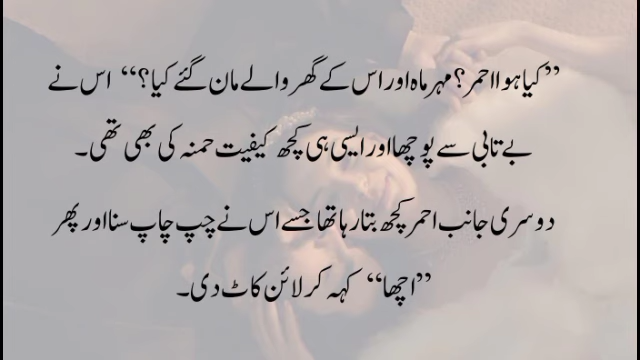 ”کیا ہوا احمر؟ مہر ماہ اور اس کے گھر والے مان گئے کیا؟“ اس نے
بے تابی سے پوچھا اور ایسی ہی کچھ کیفیت حمنہ کی بھی تھی۔
دوسری جانب احمر کچھ بتا رہا تھا جسے اس نے چپ چاپ سنا اور پھر
”اچھا“ کہہ کر لائن کاٹ دی۔